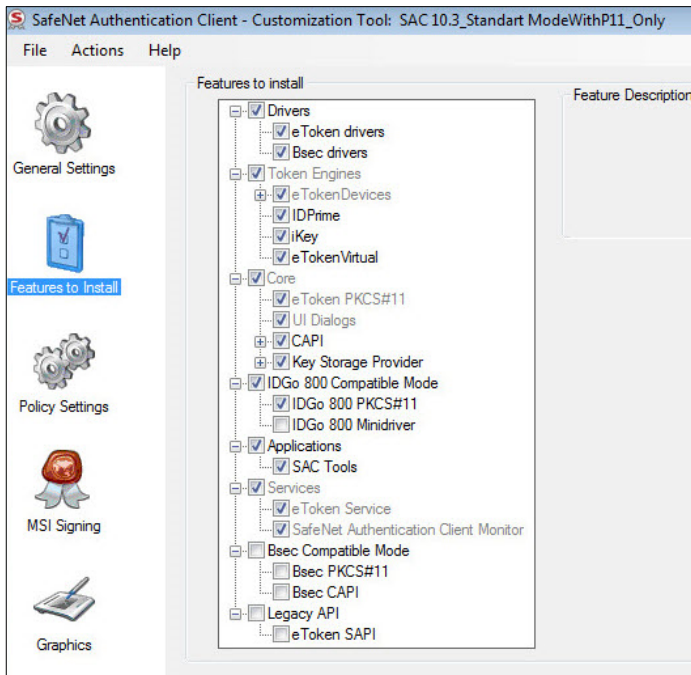 SafeNet Authentication Client - Customization Tool: SAC 10.3_Standart ModeWithP11_Only
File Actions Help
General Settings
Features to Install
Policy Settings
MSI Signing
Graphics
Features to install
Drivers
eToken drivers
Bsec drivers
Token Engines
eTokenDevices
IDPrime
iKey
eTokenVirtual
Core
eToken PKCS#11
UI Dialogs
CAPI
Key Storage Provider
IDGo 800 Compatible Mode
IDGo 800 PKCS#11
IDGo 800 Minidriver
Applications
SAC Tools
Services
eToken Service
SafeNet Authentication Client Monitor
Bsec Compatible Mode
Bsec PKCS#11
Bsec CAPI
Legacy API
eToken SAPI
Feature Description